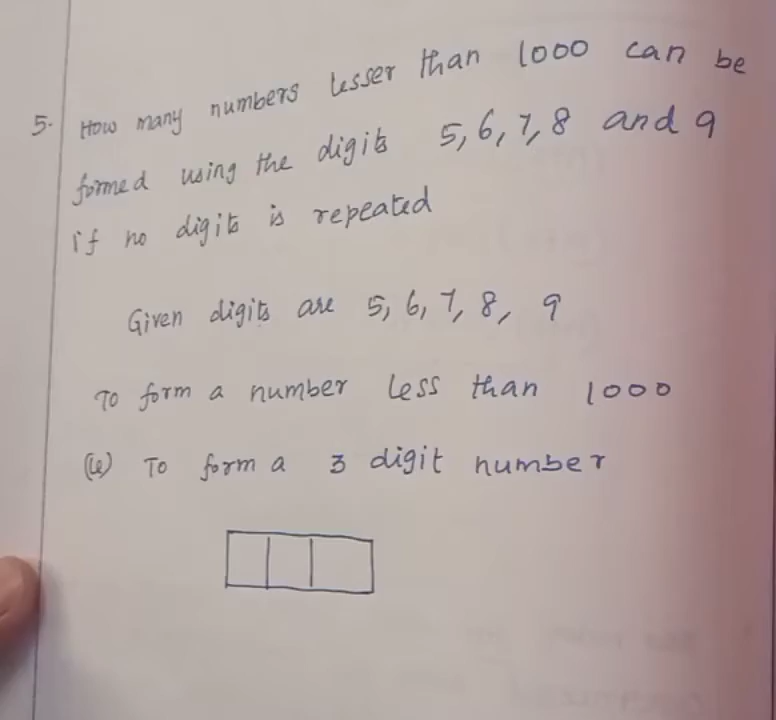 5. How many numbers lesser than 1000 can be
formed using the digits 5, 6, 7, 8 and 9
if no digits is repeated
Given digits are 5, 6, 7, 8, 9
To form a number less than 1000
(ie) To form a 3 digit number